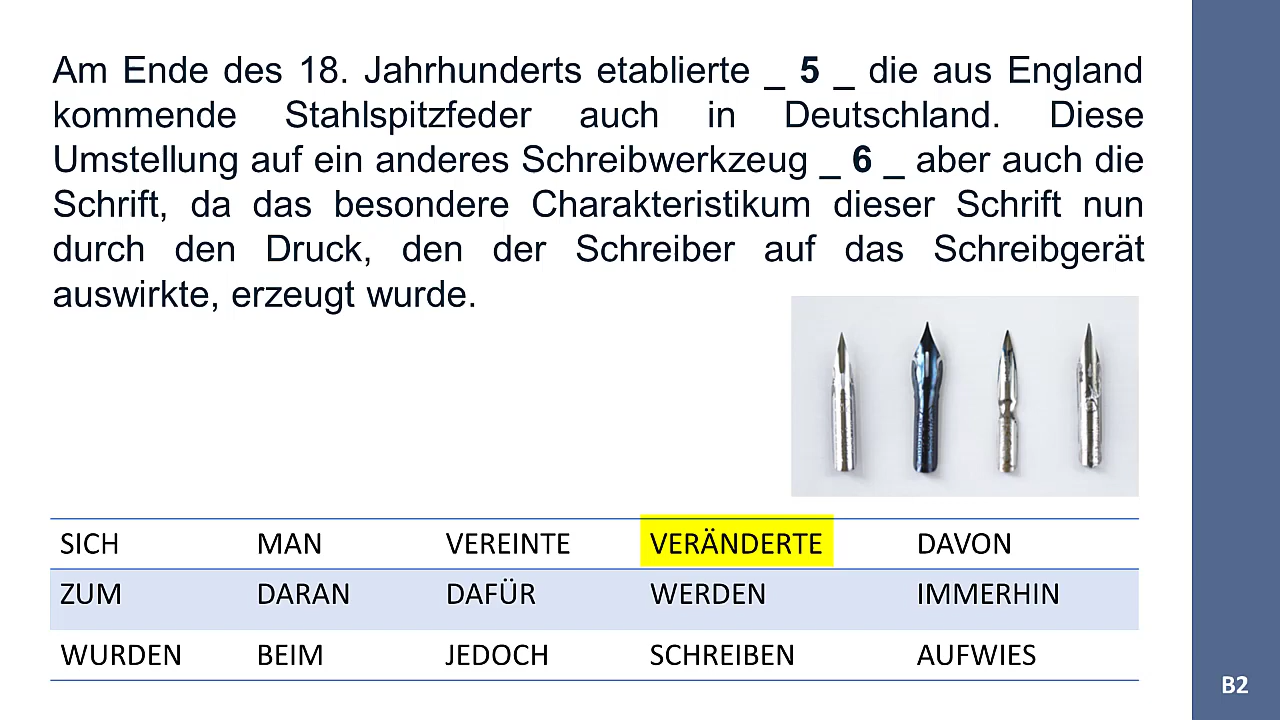 Am Ende des 18. Jahrhunderts etablierte _ 5 _ die aus England
kommende Stahlspitzfeder auch in Deutschland. Diese
Umstellung auf ein anderes Schreibwerkzeug _ 6 _ aber auch die
Schrift, da das besondere Charakteristikum dieser Schrift nun
durch den Druck, den der Schreiber auf das Schreibgerät
auswirkte, erzeugt wurde.
SICH MAN VEREINTE VERÄNDERTE DAVON
ZUM DARAN DAFÜR WERDEN IMMERHIN
WURDEN BEIM JEDOCH SCHREIBEN AUFWIES
B2